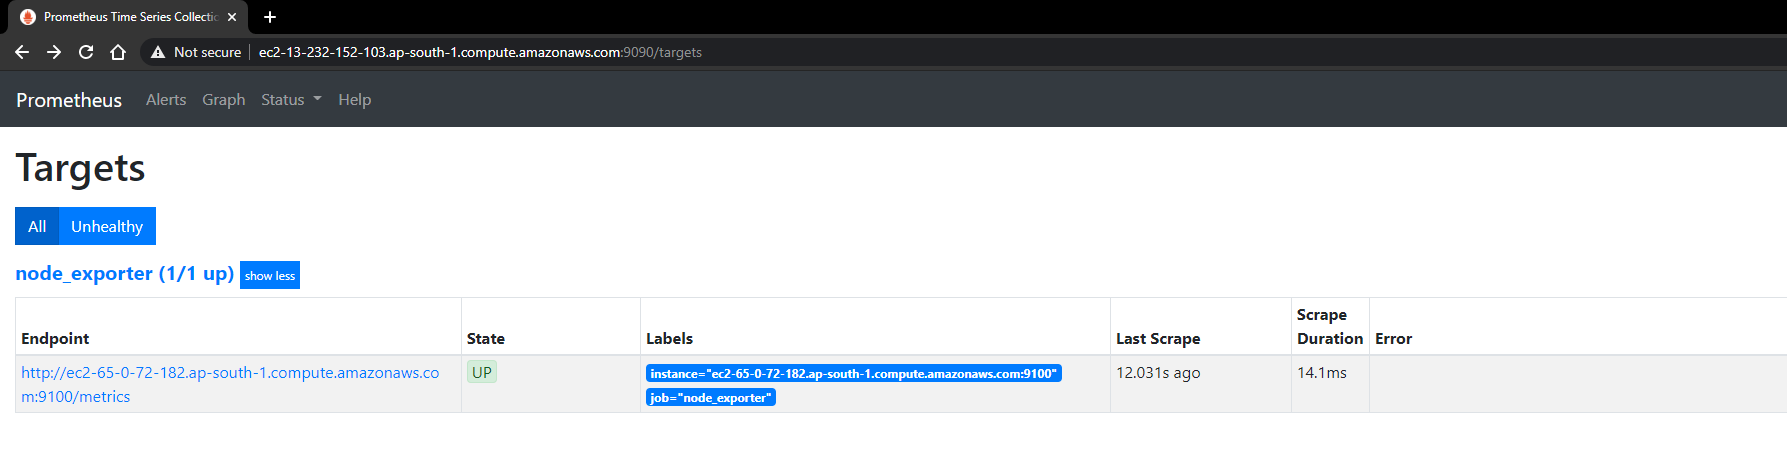 Prometheus Time Series Collectio
Not secure ec2-13-232-152-103.ap-south-1.compute.amazonaws.com:9090/targets
Prometheus Alerts Graph Status Help
Targets
All Unhealthy
node_exporter (1/1 up) show less
Endpoint State Labels Last Scrape Scrape Duration Error
http://ec2-65-0-72-182.ap-south-1.compute.amazonaws.co UP instance="ec2-65-0-72-182.ap-south-1.compute.amazonaws.com:9100" 12.031s ago 14.1ms
m:9100/metrics job="node_exporter"